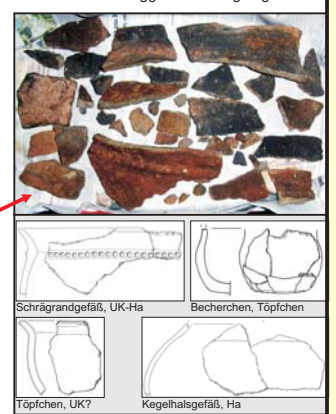 Schrägrandgefäß, UK-Ha
Becherchen, Töpfchen
Töpfchen, UK?
Kegelhalsgefäß, Ha